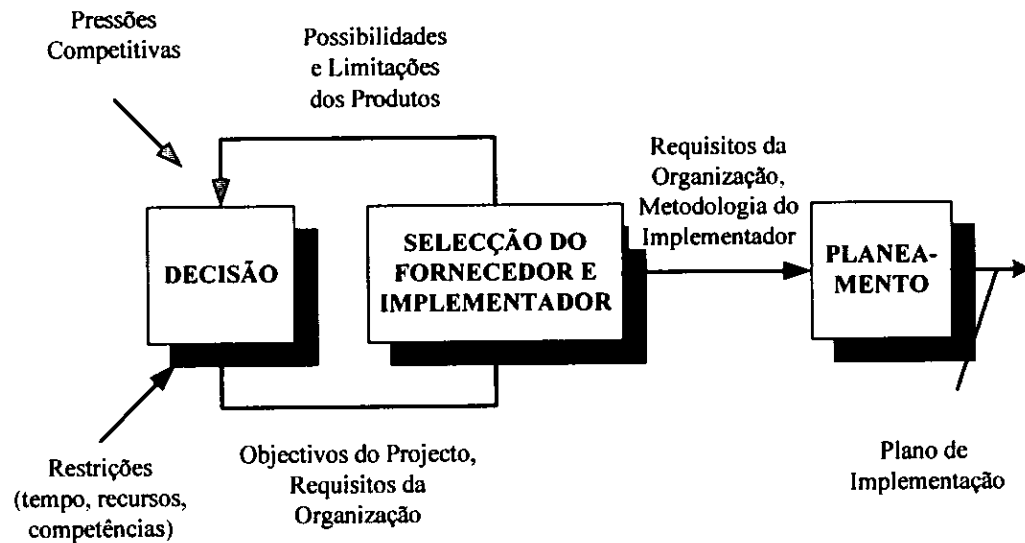 Pressões
Competitivas
Possibilidades
e Limitações
dos Produtos
Requisitos da
Organização,
Metodologia do
Implementador
DECISÃO
SELECÇÃO DO
FORNECEDOR E
IMPLEMENTADOR
PLANEA-
MENTO
Restrições
(tempo, recursos,
competências)
Objectivos do Projecto,
Requisitos da
Organização
Plano de
Implementação